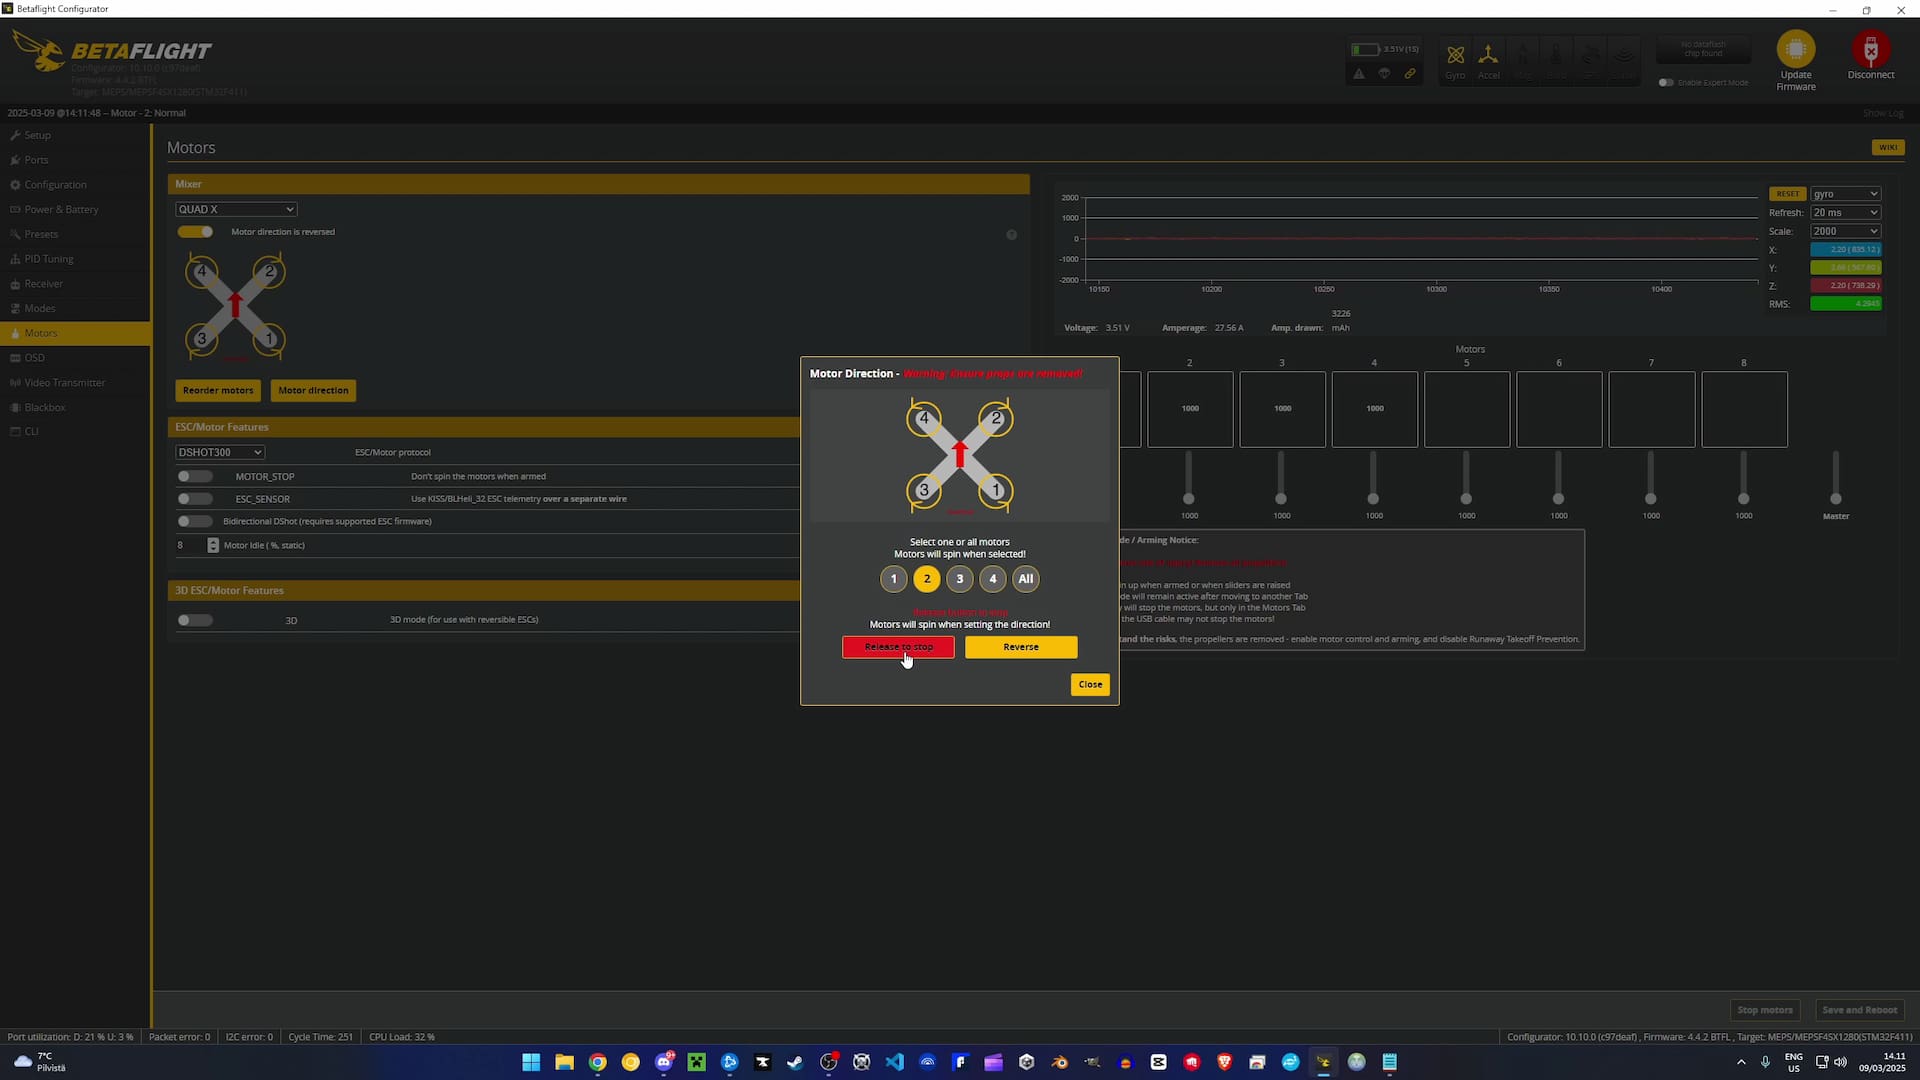 Betaflight Configurator
BETAFLIGHT
Configurator: 10.10.0 (c97deaf)
Firmware: 4.4.2 BTFL
Target: MEPS/MEPSF4SX1280(STM32F411)
3.51V (1S)
Gyro
Accel
No dataflash
chip found
Enable Expert Mode
Update
Firmware
Disconnect
2025-03-09 @14:11:48 -- Motor - 2: Normal
Show Log
Setup
Ports
Configuration
Power & Battery
Presets
PID Tuning
Receiver
Modes
Motors
OSD
Video Transmitter
Blackbox
CLI
Motors
WIKI
Mixer
QUAD X
Motor direction is reversed
4
2
3
1
Reorder motors
Motor direction
ESC/Motor Features
DSHOT300
ESC/Motor protocol
MOTOR_STOP
Don't spin the motors when armed
ESC_SENSOR
Use KISS/BLHeli_32 ESC telemetry over a separate wire
Bidirectional DShot (requires supported ESC firmware)
8
Motor Idle ( %, static)
3D ESC/Motor Features
3D
3D mode (for use with reversible ESCs)
2000
1000
0
-1000
-2000
10150
10200
10250
10300
10350
10400
RESET
gyro
Refresh:
20 ms
Scale:
2000
X:
2.20 ( 835.12 )
Y:
Z:
2.20 ( 738.29 )
RMS:
4.2945
Voltage: 3.51 V
Amperage: 27.56 A
Amp. drawn:
3226
mAh
Motors
2
3
4
5
6
7
8
1000
1000
1000
1000
1000
1000
1000
1000
1000
1000
Master
Motor Direction - Warning: Ensure props are removed!
4
2
3
1
Select one or all motors
Motors will spin when selected!
1
2
3
4
All
Motors will spin when setting the direction!
Release to stop
Reverse
Close
de / Arming Notice:
n up when armed or when sliders are raised
de will remain active after moving to another Tab
will stop the motors, but only in the Motors Tab
the USB cable may not stop the motors!
tand the risks, the propellers are removed - enable motor control and arming, and disable Runaway Takeoff Prevention.
Stop motors
Save and Reboot
Port utilization: D: 21 % U: 3 %
Packet error: 0
I2C error: 0
Cycle Time: 251
CPU Load: 32 %
Configurator: 10.10.0 (c97deaf) , Firmware: 4.4.2 BTFL , Target: MEPS/MEPSF4SX1280(STM32F411)
7°C
Pilvistä
ENG
US
14.11
09/03/2025